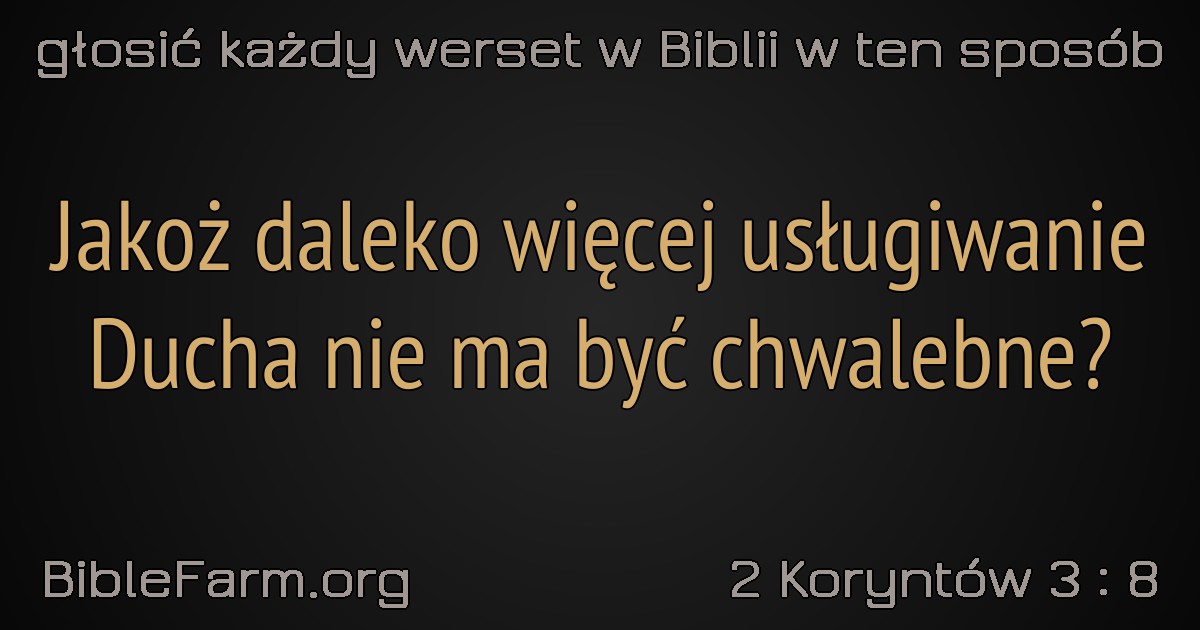 głosić każdy werset w Biblii w ten sposób
Jakoż daleko więcej usługiwanie
Ducha nie ma być chwalebne?
BibleFarm.org
2 Koryntów 3 : 8